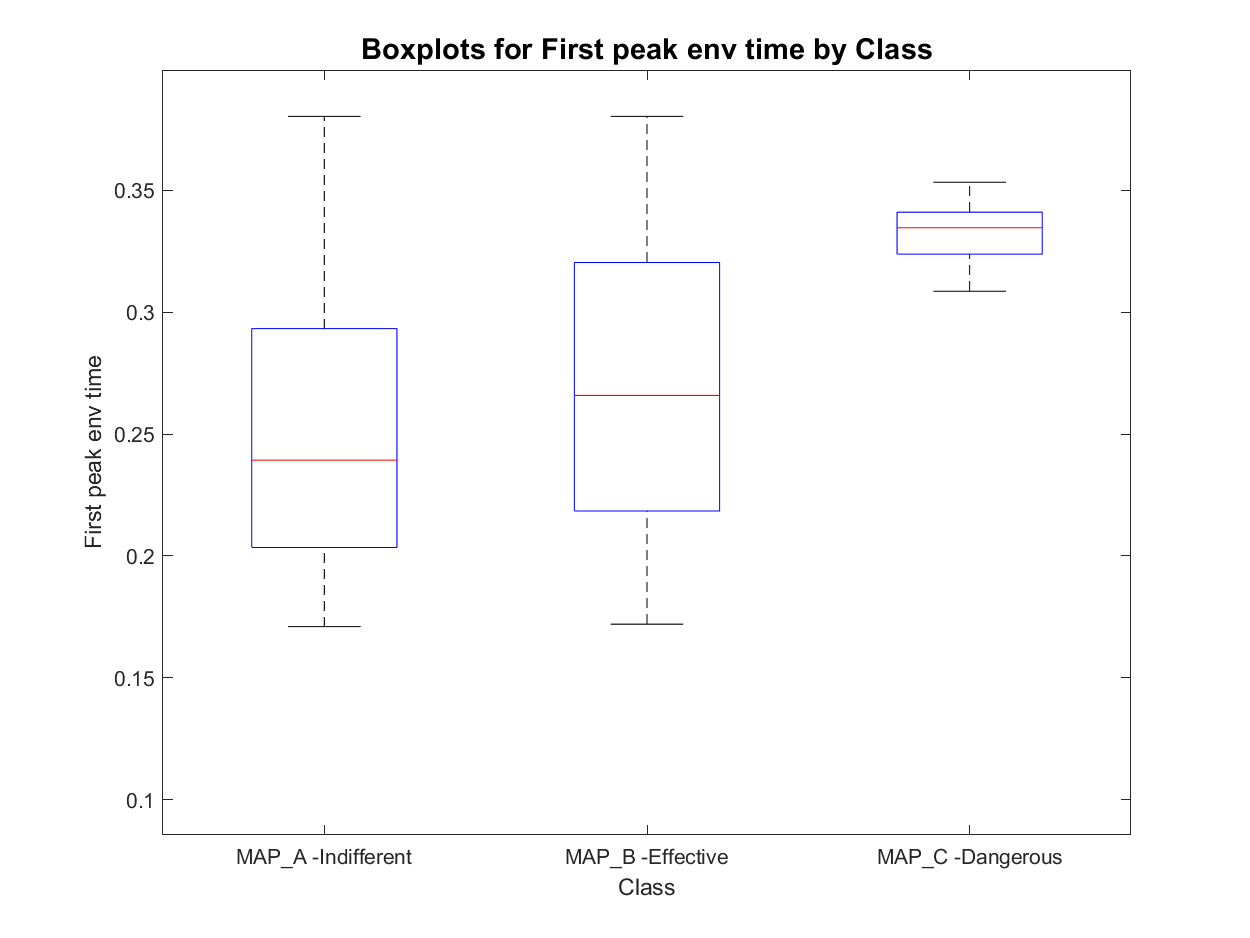 Boxplots for First peak env time by Class
First peak env time
0.35
0.3
0.25
0.2
0.15
0.1
MAP_A -Indifferent
MAP_B -Effective
MAP_C -Dangerous
Class